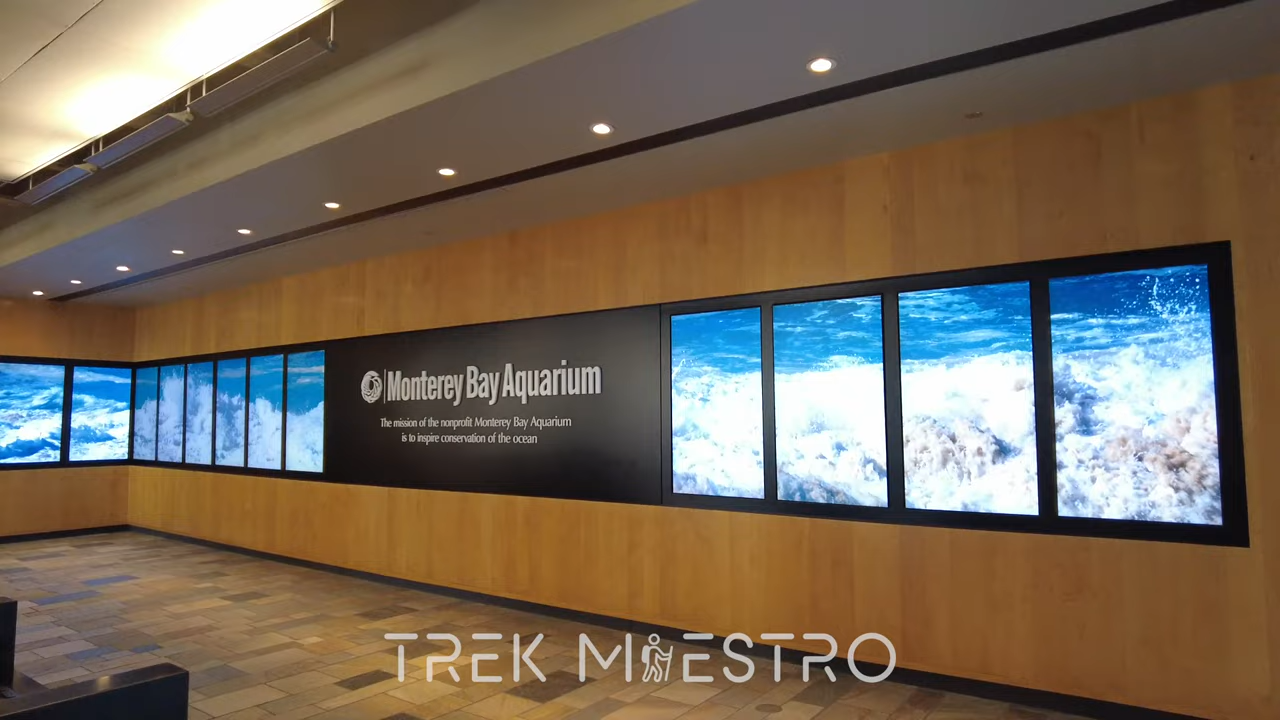 Monterey Bay Aquarium
The mission of the nonprofit Monterey Bay Aquarium
is to inspire conservation of the ocean
TREK MAESTRO